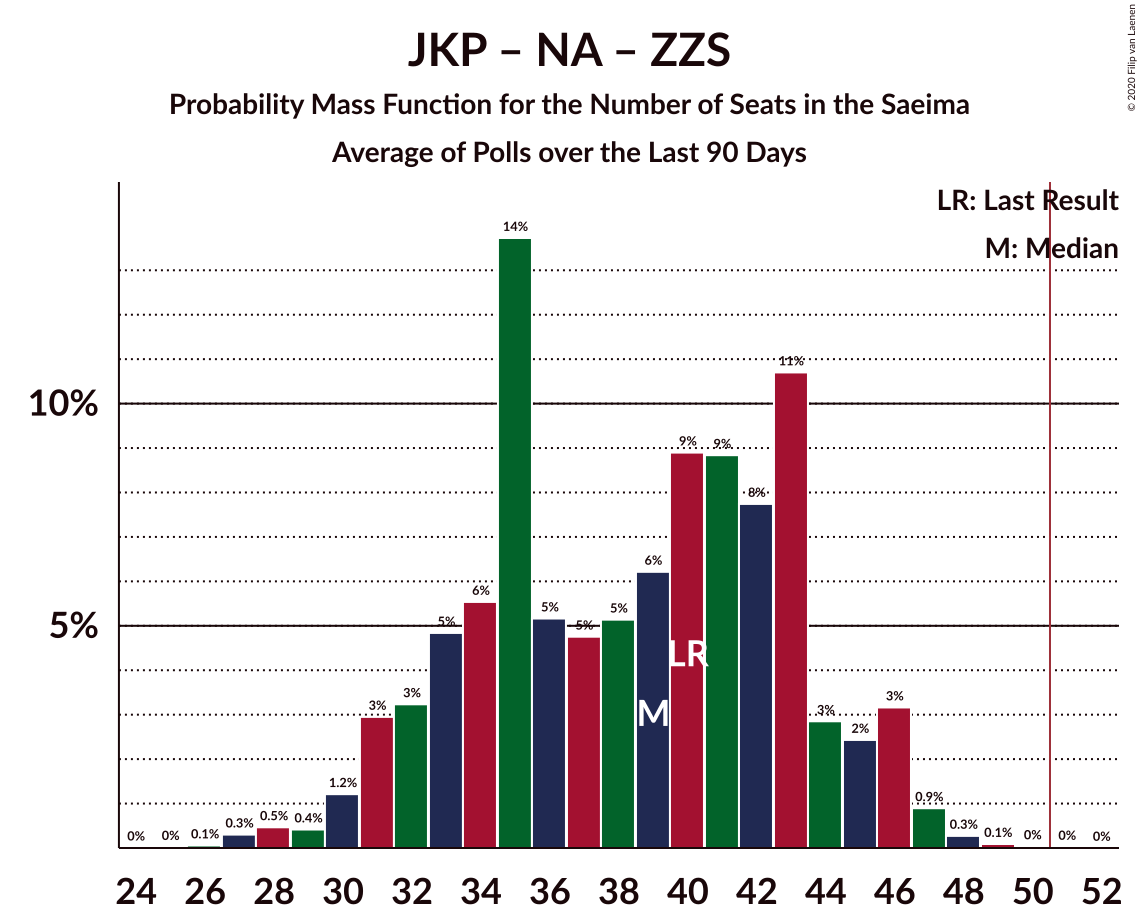 JKP – NA – ZZS
Probability Mass Function for the Number of Seats in the Saeima
Average of Polls over the Last 90 Days
© 2020 Filip van Laenen
LR: Last Result
M: Median
14%
11%
10%
9% 9%
8%
6% 6%
5% 5% 5% 5%
5%
LR
M
3% 3% 3% 2% 3%
1.2%
0% 0% 0.1% 0.3% 0.5% 0.4% 0.9% 0.3% 0.1% 0% 0% 0%
24 26 28 30 32 34 36 38 40 42 44 46 48 50 52